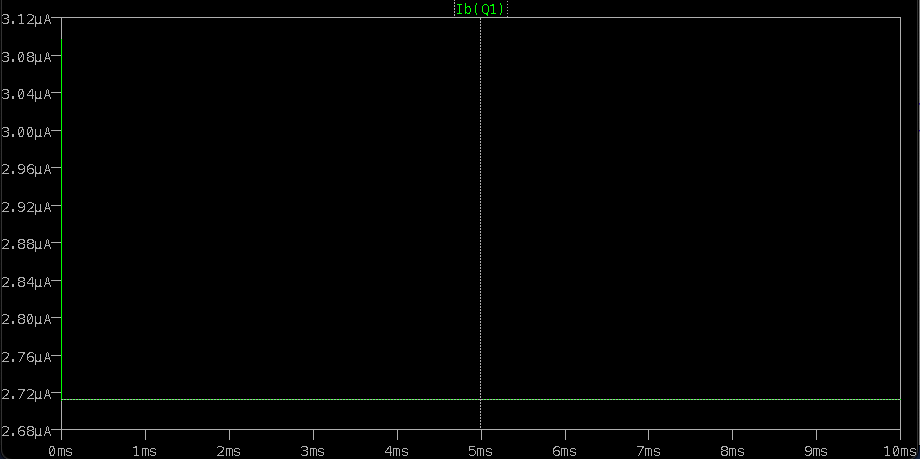 Ib(Q1)
3.12µA
3.08µA
3.04µA
3.00µA
2.96µA
2.92µA
2.88µA
2.84µA
2.80µA
2.76µA
2.72µA
2.68µA
0ms 1ms 2ms 3ms 4ms 5ms 6ms 7ms 8ms 9ms 10ms